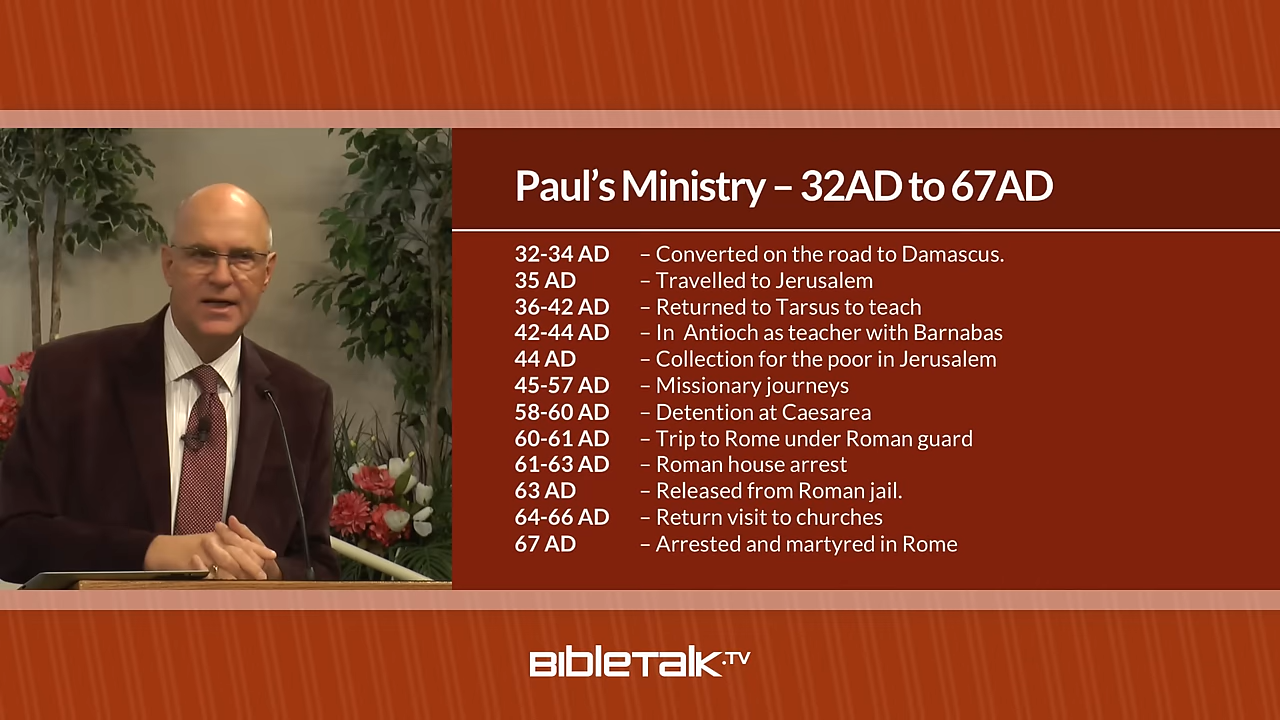 Paul’s Ministry – 32AD to 67AD
32-34 AD – Converted on the road to Damascus.
35 AD – Travelled to Jerusalem
36-42 AD – Returned to Tarsus to teach
42-44 AD – In  Antioch as teacher with Barnabas
44 AD – Collection for the poor in Jerusalem
45-57 AD – Missionary journeys
58-60 AD – Detention at Caesarea
60-61 AD – Trip to Rome under Roman guard
61-63 AD – Roman house arrest
63 AD – Released from Roman jail.
64-66 AD – Return visit to churches
67 AD – Arrested and martyred in Rome
BIBLETALK.TV